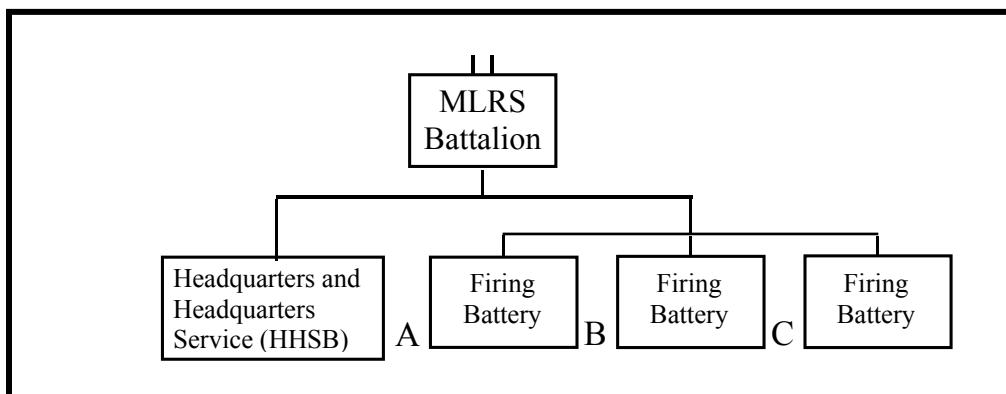 MLRS
Battalion
Headquarters and
Headquarters
Service (HHSB)
A
Firing
Battery
B
Firing
Battery
C
Firing
Battery